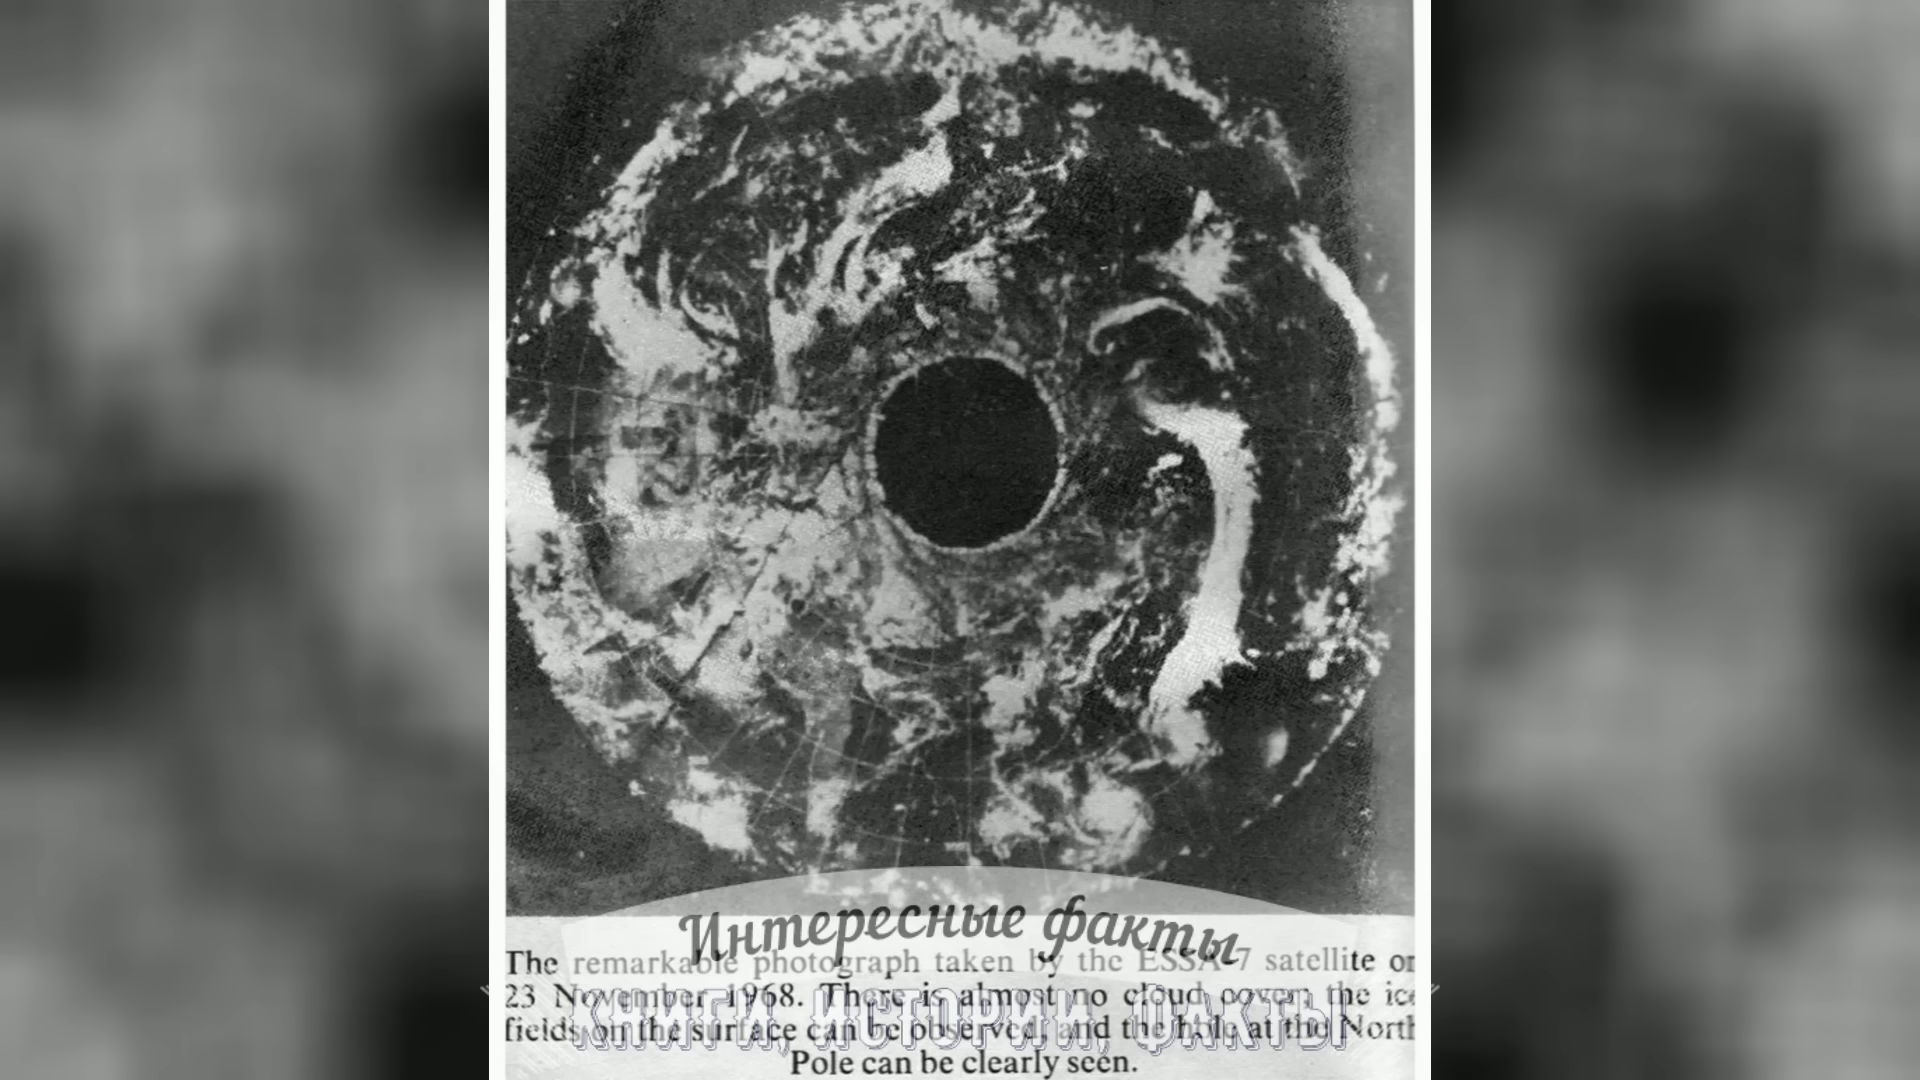 Интересные факты
The remarkable photograph taken by the ESSA-7 satellite on
23 November 1968. There is almost no cloud cover, the ice
fields on the surface can be observed, and the hole at the North
Pole can be clearly seen.
КНИГИ, ИСТОРИИ, ФАКТЫ